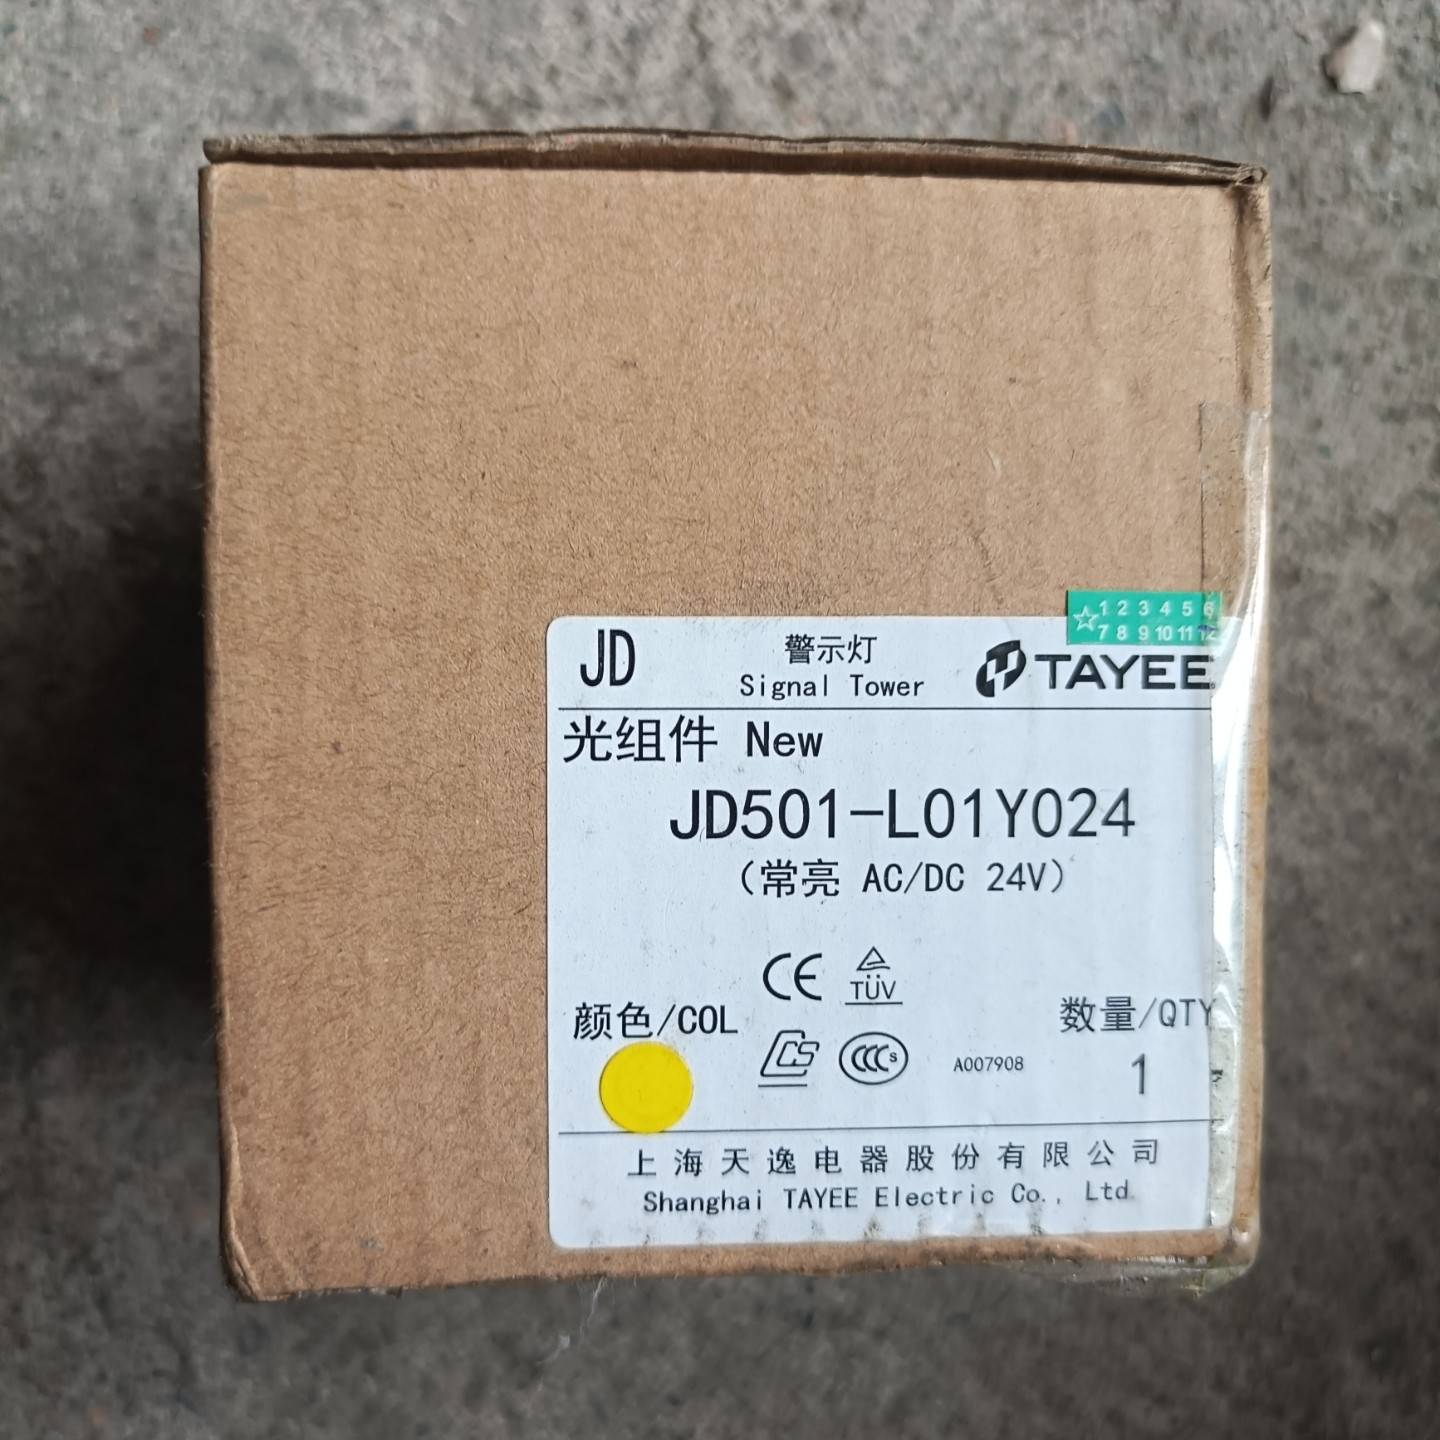 ☆1 2 3 4 5 6
7 8 9 10 11 12
JD
警示灯
Signal Tower
TAYEE
光组件 New
JD501-L01Y024
(常亮 AC/DC 24V)
CE
TÜV
颜色/COL
数量/QTY
CCC S
A007908
1
上海天逸电器股份有限公司
Shanghai TAYEE Electric Co., Ltd.